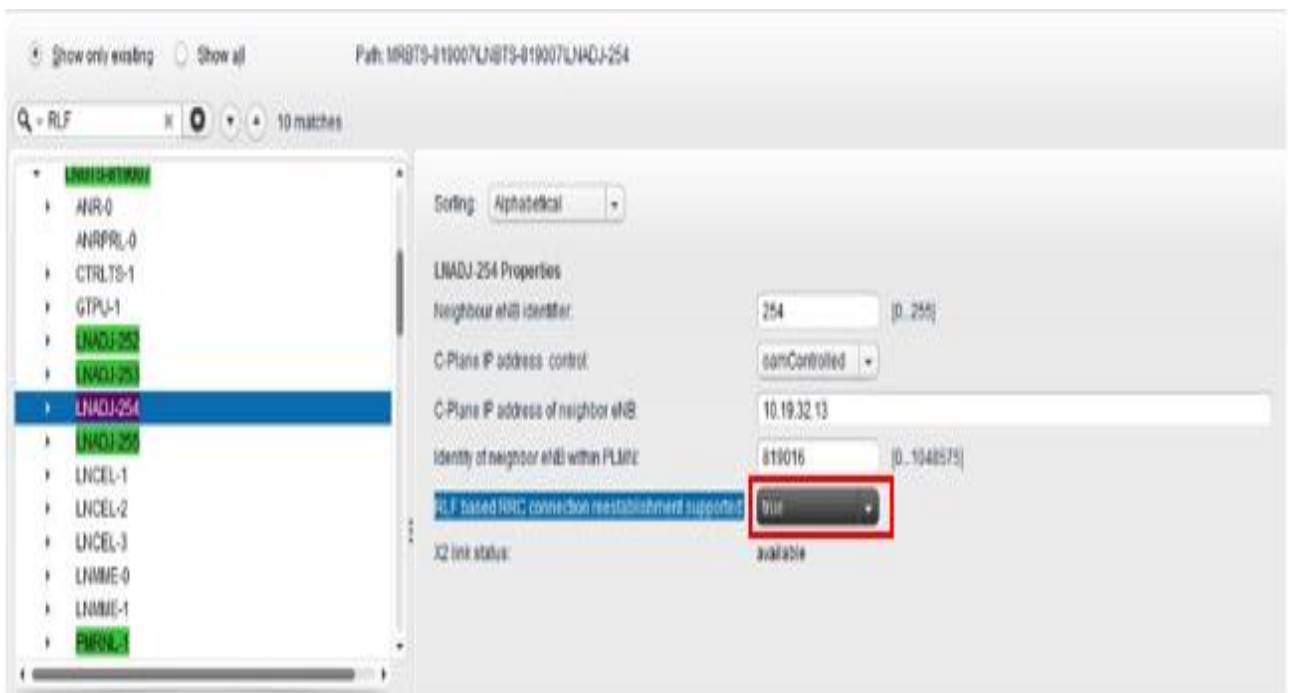 Show only existing Show all Path: MRBTS-819007\LNBTS-819007\LNADJ-254
RLF 10 matches
LNBTS-819007
ANR-0
ANRPRL-0
CTRLTS-1
GTPU-1
LNADJ-252
LNADJ-253
LNADJ-254
LNADJ-255
LNCEL-1
LNCEL-2
LNCEL-3
LNMME-0
LNMME-1
PMRNL-1
Sorting: Alphabetical
LNADJ-254 Properties
Neighbour eNB identifier: 254 [0..255]
C-Plane IP address control: oamControlled
C-Plane IP address of neighbor eNB: 10.19.32.13
Identity of neighbor eNB within PLMN: 819016 [0..1048575]
RLF based RRC connection reestablishment supported: true
X2 link status: available